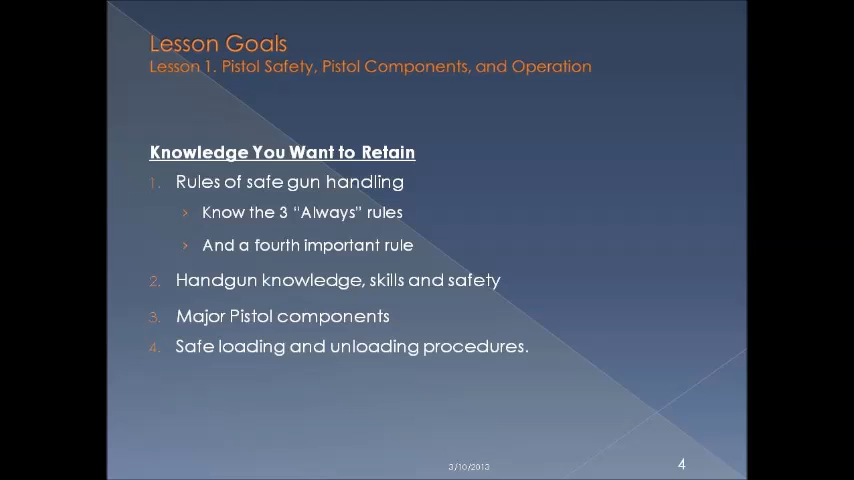 Lesson Goals
Lesson 1. Pistol Safety, Pistol Components, and Operation
Knowledge You Want to Retain
1. Rules of safe gun handling
› Know the 3 “Always” rules
› And a fourth important rule
2. Handgun knowledge, skills and safety
3. Major Pistol components
4. Safe loading and unloading procedures.
3/10/2013
4